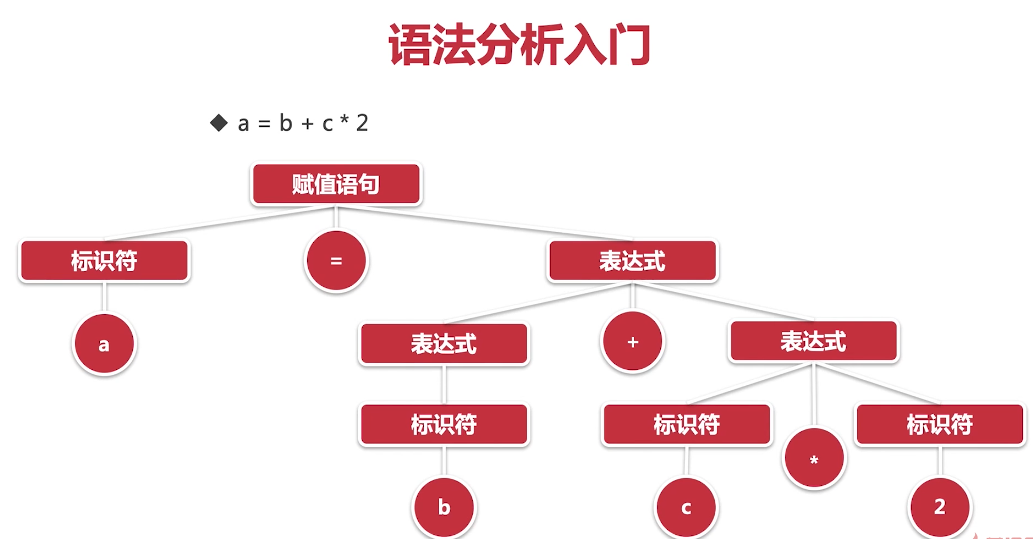 语法分析入门
◆ a = b + c * 2
赋值语句
标识符 = 表达式
a 表达式 + 表达式
标识符 标识符 * 标识符
b c 2